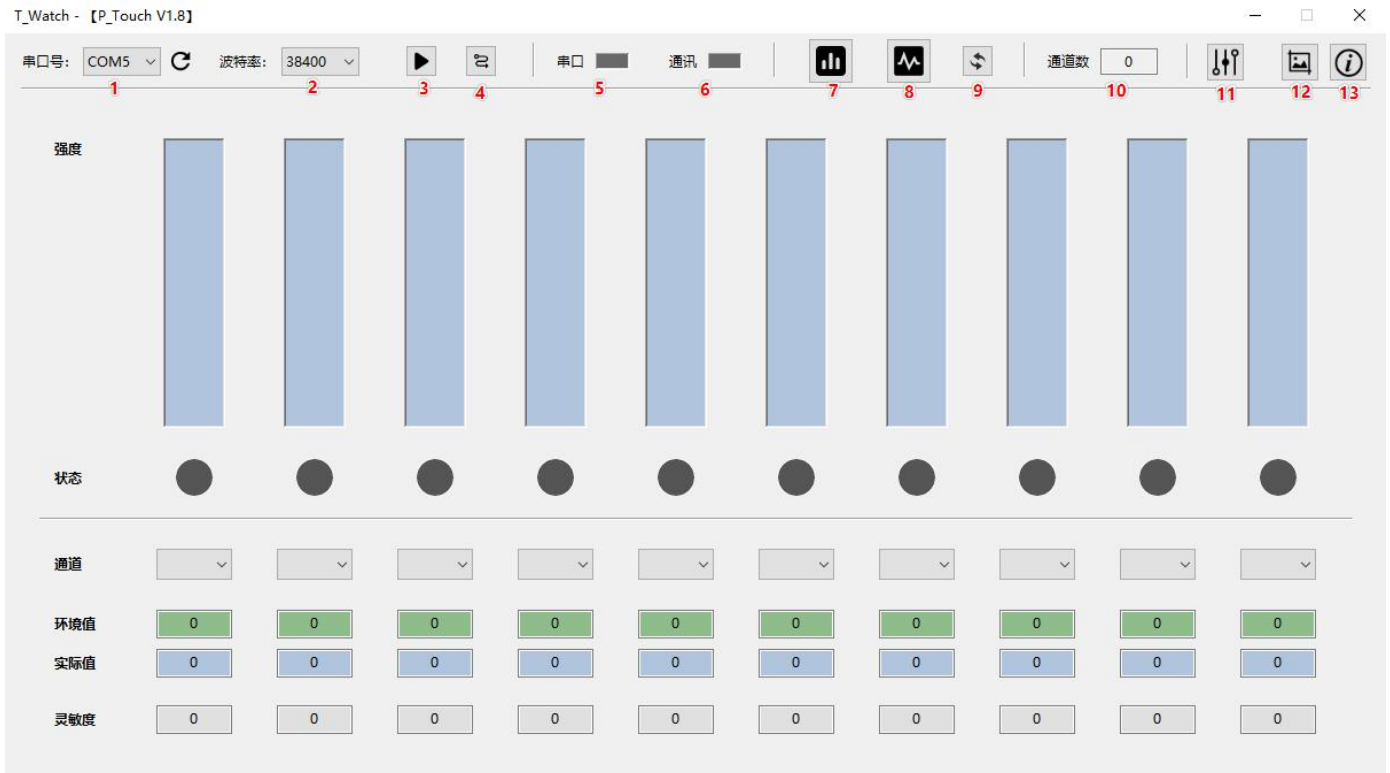 T_Watch - 【P_Touch V1.8】
串口号: COM5 波特率: 38400 串口 通讯 通道数 0
1 2 3 4 5 6 7 8 9 10 11 12 13
强度
状态
通道
环境值 0 0 0 0 0 0 0 0 0 0
实际值 0 0 0 0 0 0 0 0 0 0
灵敏度 0 0 0 0 0 0 0 0 0 0